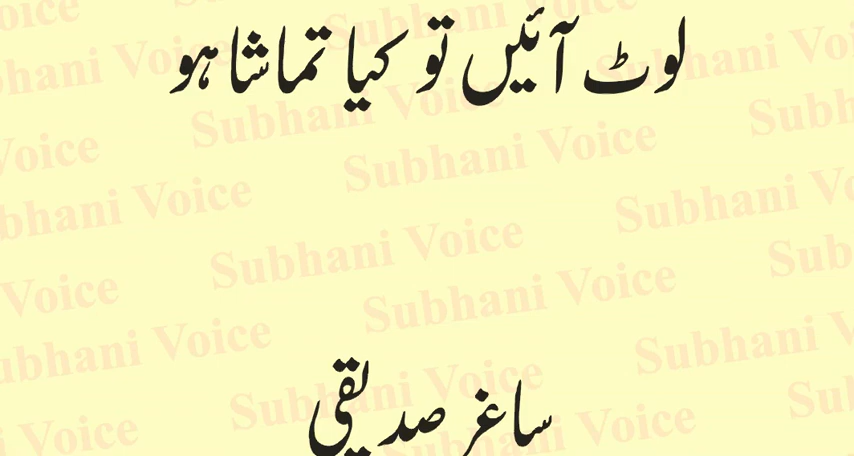 لوٹ آئیں تو کیا تماشا ہو
ساغر صدیقی
Subhani Voice